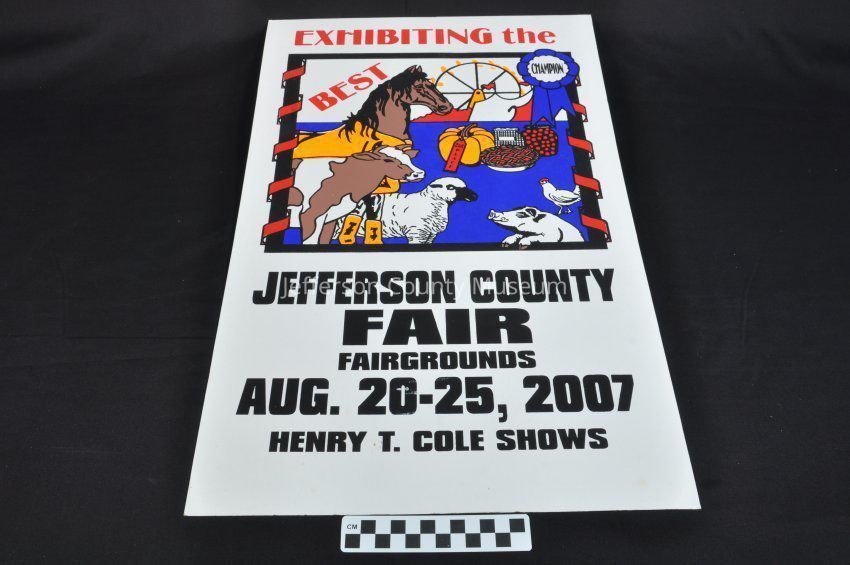 EXHIBITING the
BEST
CHAMPION
JEFFERSON COUNTY
Jefferson County Museum
FAIR
FAIRGROUNDS
AUG. 20-25, 2007
HENRY T. COLE SHOWS
CM